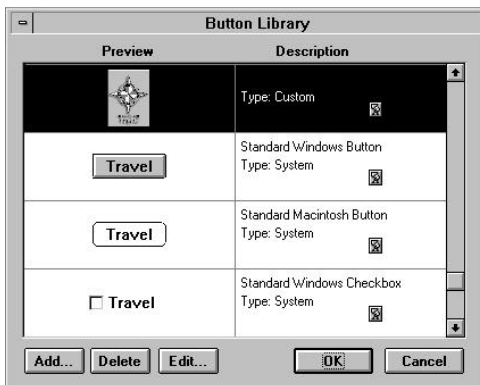 Button Library
Preview
Description
Type: Custom
Travel
Standard Windows Button
Type: System
Travel
Standard Macintosh Button
Type: System
Travel
Standard Windows Checkbox
Type: System
Add...
Delete
Edit...
OK
Cancel